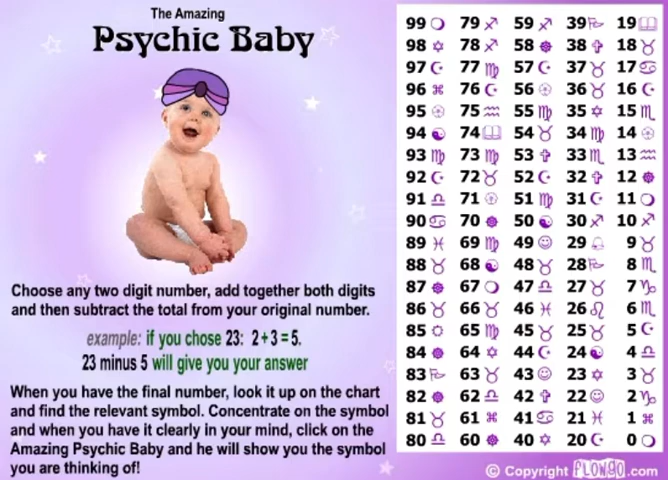 The Amazing
Psychic Baby
Choose any two digit number, add together both digits
and then subtract the total from your original number.
example: if you chose 23: 2+3=5.
23 minus 5 will give you your answer
When you have the final number, look it up on the chart
and find the relevant symbol. Concentrate on the symbol
and when you have it clearly in your mind, click on the
Amazing Psychic Baby and he will show you the symbol
you are thinking of!
99 ❍ 79 ♐ 59 ♐ 39 19
98 ✡ 78 ♐ 58 ☸ 38 ✞ 18 ♉
97 ☪ 77 ♍ 57 ☪ 37 ♉ 17 ♋
96 ⌘ 76 ☪ 56 36 ♉ 16 ☪
95 75 ♒ 55 ♍ 35 ✡ 15 ♏
94 ☯ 74 54 ♉ 34 ♍ 14
93 ♍ 73 ♍ 53 ✞ 33 ♏ 13 ♒
92 ☪ 72 ♉ 52 ☪ 32 ✞ 12 ☸
91 ♎ 71 51 ♍ 31 ☪ 11 ❍
90 ♋ 70 ☸ 50 ☯ 30 ♐ 10 ♐
89 ♓ 69 ♍ 49 ☺ 29 9 ♉
88 ♉ 68 ☯ 48 ♉ 28 8 ♏
87 ☸ 67 ❍ 47 ♎ 27 ♉ 7 ♑
86 ♉ 66 ♉ 46 ♓ 26 ♌ 6 ♏
85 65 ♍ 45 ♉ 25 ♉ 5 ☪
84 ☸ 64 ✡ 44 ☪ 24 ☯ 4 ♎
83 63 ♉ 43 ☺ 23 ✡ 3 ♉
82 ☸ 62 ♎ 42 ✞ 22 ☺ 2 ♑
81 ♉ 61 ⌘ 41 ♋ 21 ♓ 1 ⌘
80 ♎ 60 ☸ 40 ✡ 20 ☪ 0 ❍
© Copyright FLOWGO.com